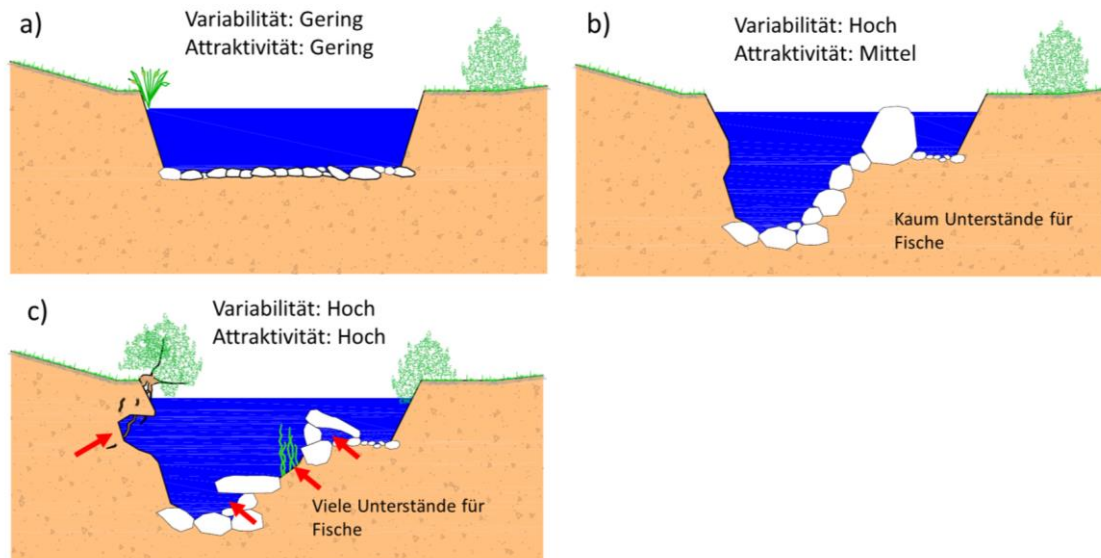 a)
Variabilität: Gering
Attraktivität: Gering
b)
Variabilität: Hoch
Attraktivität: Mittel
Kaum Unterstände für
Fische
c)
Variabilität: Hoch
Attraktivität: Hoch
Viele Unterstände für
Fische